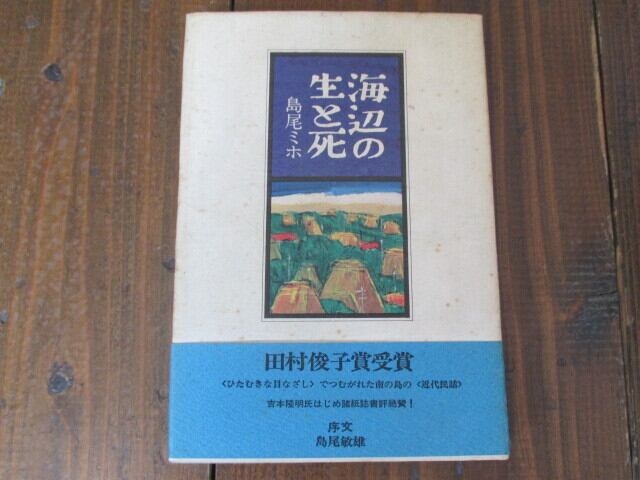 海辺の
生と死
島尾ミホ
田村俊子賞受賞
〈ひたむきな目なざし〉でつむがれた南の島の〈近代民話〉
吉本隆明氏はじめ諸紙誌書評絶賛!
序文
島尾敏雄